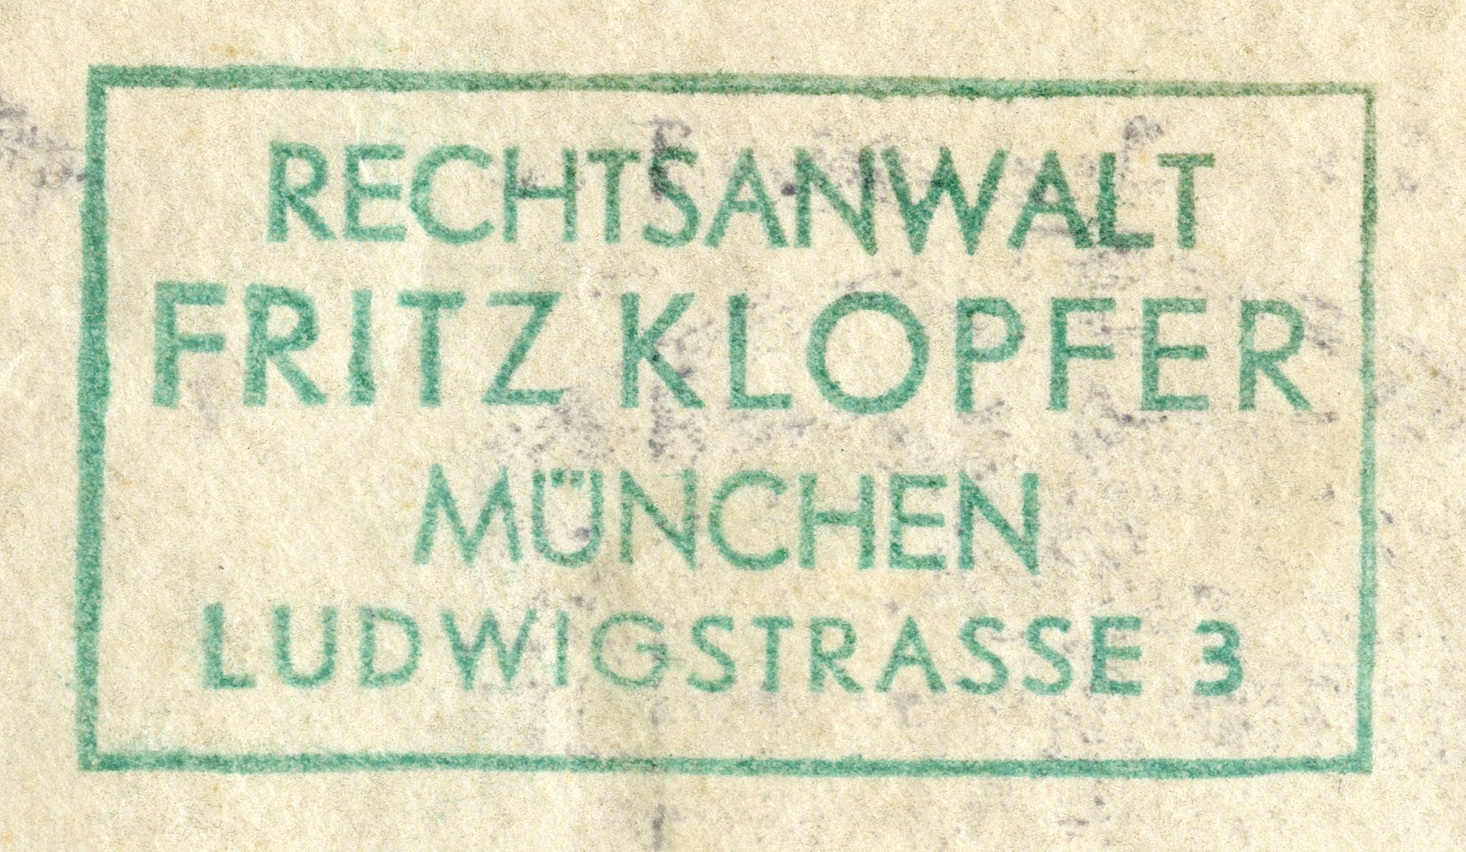 RECHTSANWALT
FRITZ KLOPFER
MÜNCHEN
LUDWIGSTRASSE 3